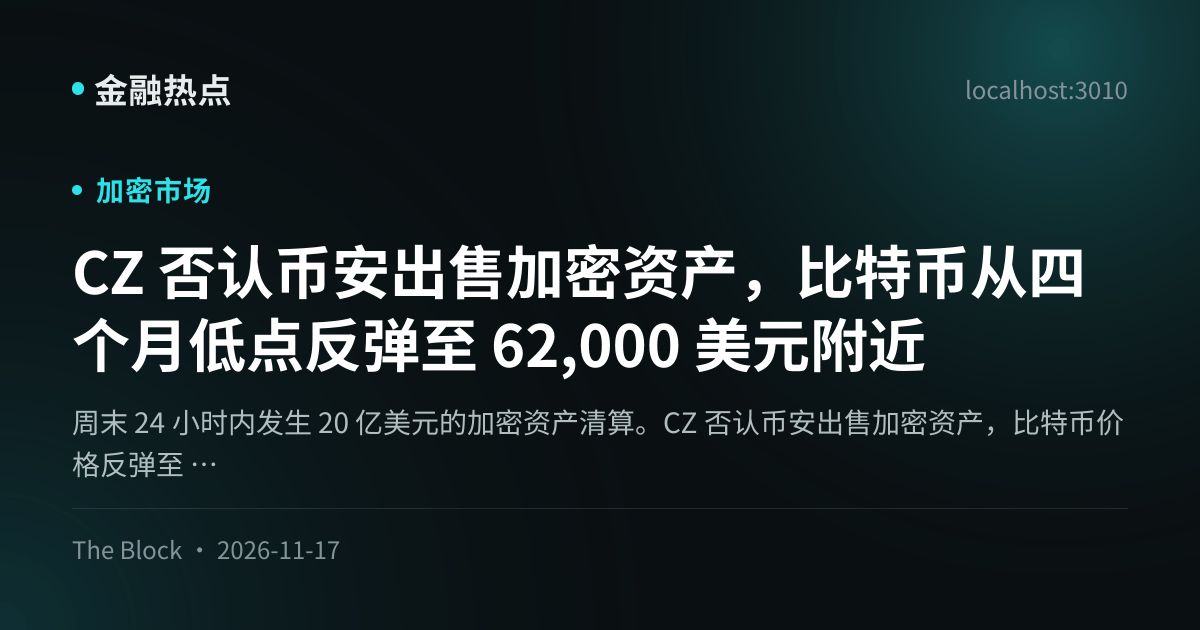 金融热点
localhost:3010
加密市场
CZ 否认币安出售加密资产，比特币从四
个月低点反弹至 62,000 美元附近
周末 24 小时内发生 20 亿美元的加密资产清算。CZ 否认币安出售加密资产，比特币价
格反弹至 …
The Block · 2026-11-17